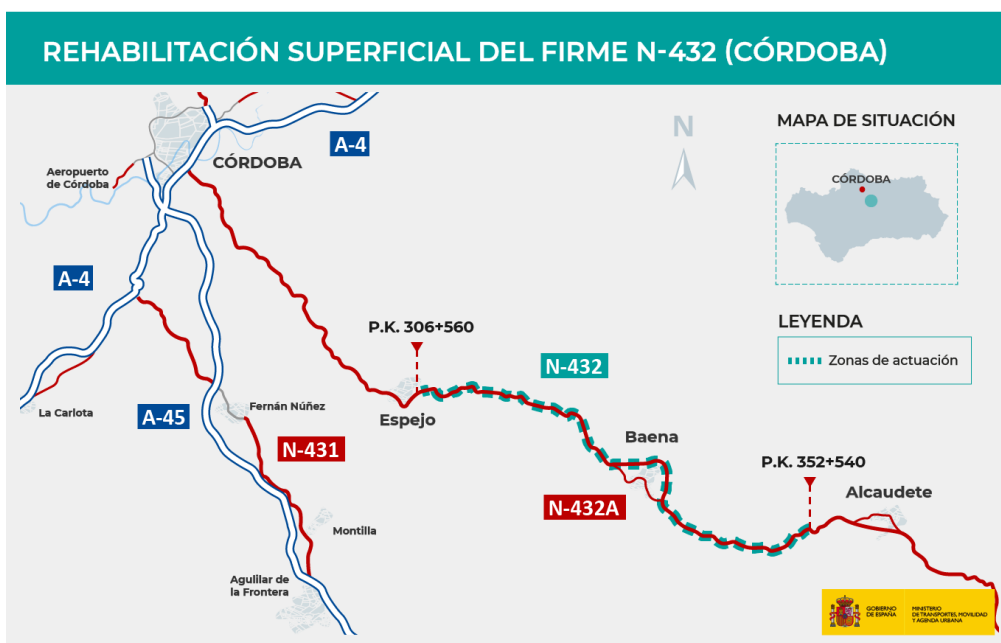 REHABILITACIÓN SUPERFICIAL DEL FIRME N-432 (CÓRDOBA)
A-4
CÓRDOBA
Aeropuerto
de Córdoba
N
MAPA DE SITUACIÓN
CÓRDOBA
A-4
P.K. 306+560
LEYENDA
Zonas de actuación
N-432
La Carlota
A-45
Fernán Núñez
Espejo
N-431
Baena
P.K. 352+540
N-432A
Alcaudete
Montilla
Agulilar de
la Frontera
GOBIERNO
DE ESPAÑA
MINISTERIO
DE TRANSPORTES, MOVILIDAD
Y AGENDA URBANA